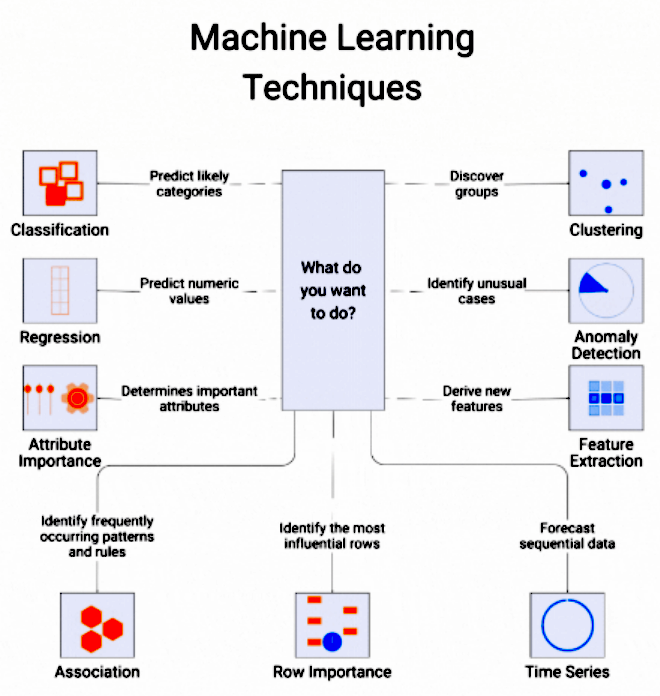 Machine Learning
Techniques
Predict likely
categories
Discover
groups
Classification
Clustering
What do
you want
to do?
Predict numeric
values
Identify unusual
cases
Regression
Anomaly
Detection
Determines important
attributes
Derive new
features
Attribute
Importance
Feature
Extraction
Identify frequently
occurring patterns
and rules
Identify the most
influential rows
Forecast
sequential data
Association
Row Importance
Time Series